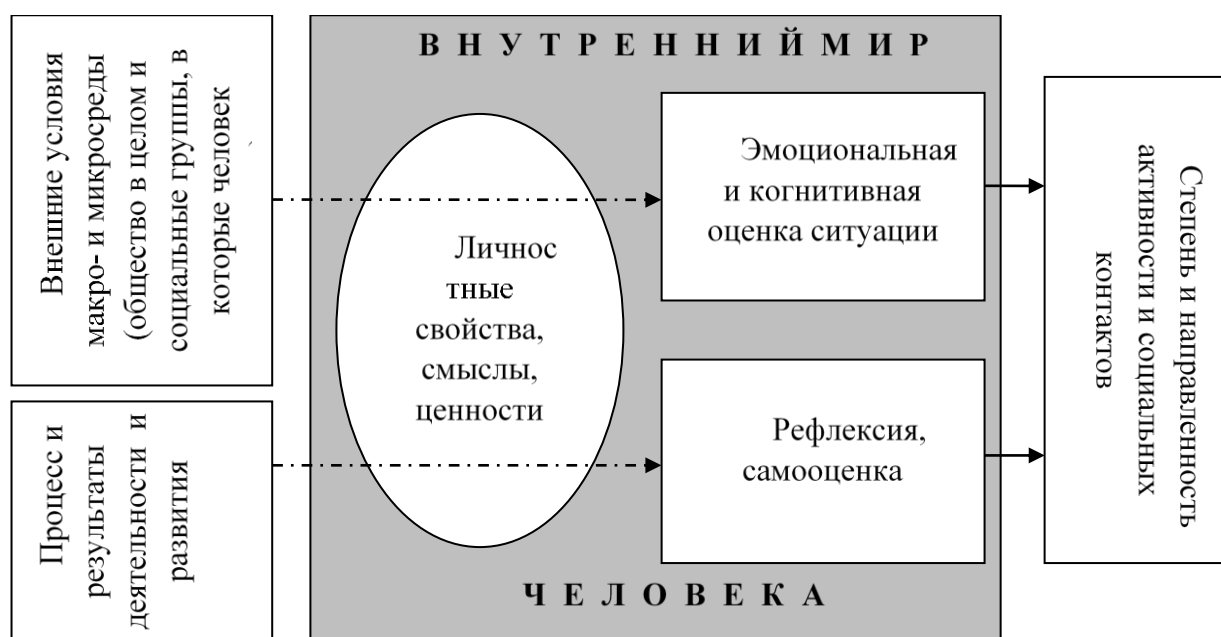 Внешние условия
макро- и микросреды
(общество в целом и
социальные группы, в
которые человек
Процесс и
результаты
деятельности и
развития
В Н У Т Р Е Н Н И Й М И Р
Личнос
тные
свойства,
смыслы,
ценности
Эмоциональная
и когнитивная
оценка ситуации
Рефлексия,
самооценка
Ч Е Л О В Е К А
Степень и направленность
активности и социальных
контактов